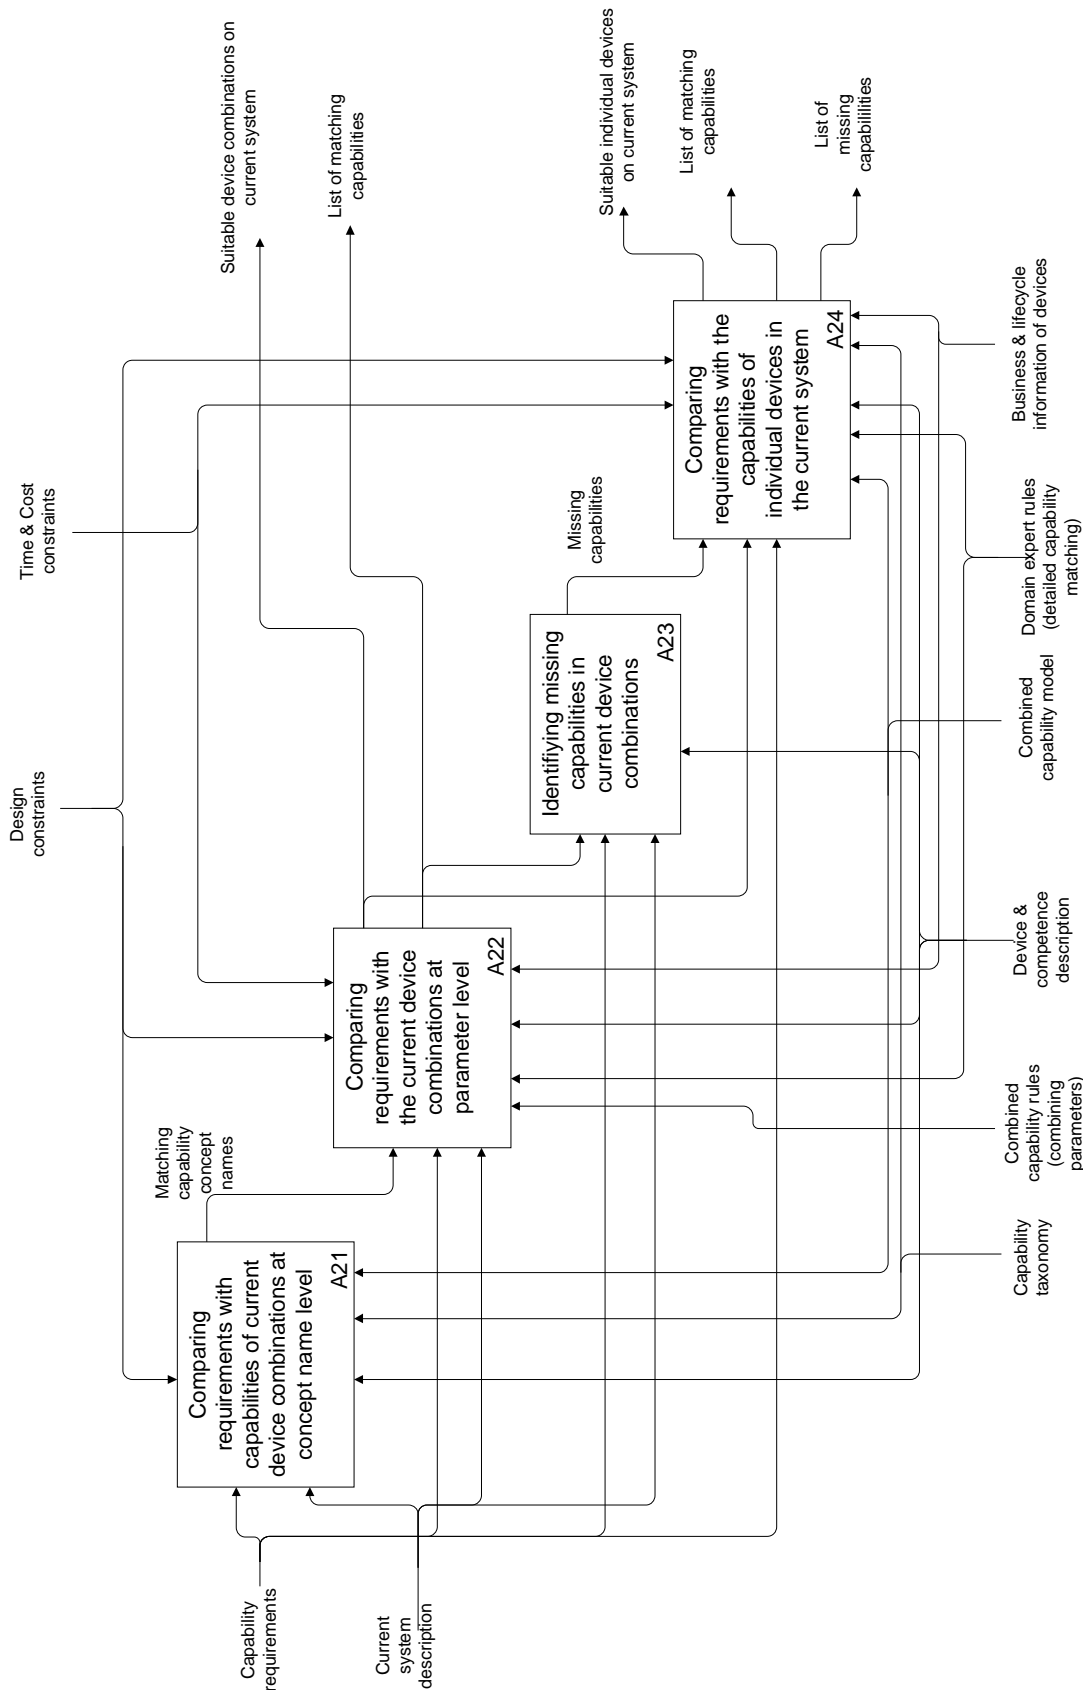 Design
constraints
Time & Cost
constraints
Suitable device combinations on
current system
List of matching
capabilities
Comparing
requirements with
capabilities of current
device combinations at
concept name level
A21
Matching
capability
concept
names
Comparing
requirements with
the current device
combinations at
parameter level
A22
Identifiying missing
capabilities in
current device
combinations
A23
Missing
capabilities
Comparing
requirements with the
capabilities of
individual devices in
the current system
A24
Suitable individual devices
on current system
List of matching
capabilities
List of
missing
capabililities
Capability
requirements
Current
system
description
Capability
taxonomy
Combined
capability rules
(combining
parameters)
Device &
competence
description
Combined
capability model
Domain expert rules
(detailed capability
matching)
Business & lifecycle
information of devices